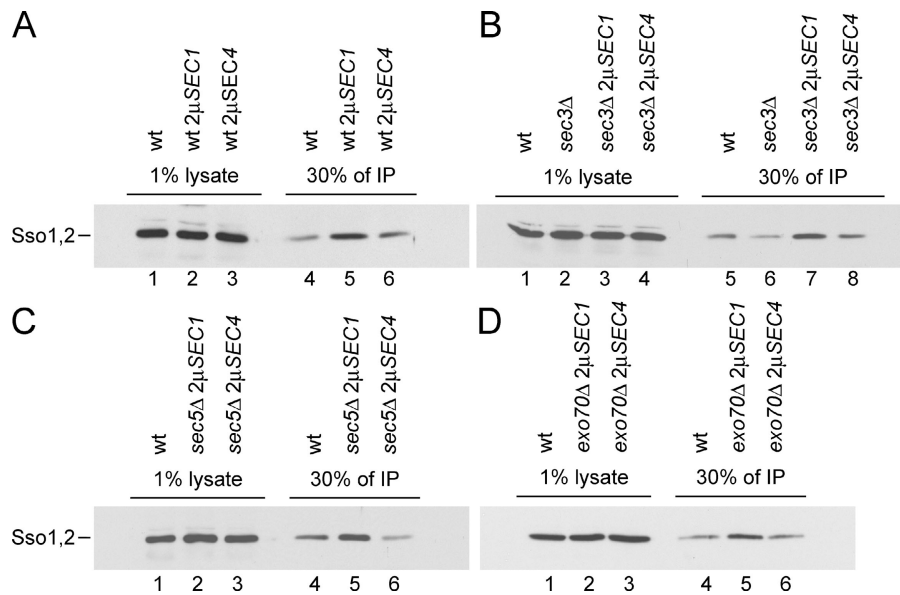 A
wt
wt 2μSEC1
wt 2μSEC4
wt
wt 2μSEC1
wt 2μSEC4
1% lysate
30% of IP
Sso1,2
1 2 3 4 5 6
B
wt
sec3Δ
sec3Δ 2μSEC1
sec3Δ 2μSEC4
wt
sec3Δ
sec3Δ 2μSEC1
sec3Δ 2μSEC4
1% lysate
30% of IP
1 2 3 4 5 6 7 8
C
wt
sec5Δ 2μSEC1
sec5Δ 2μSEC4
wt
sec5Δ 2μSEC1
sec5Δ 2μSEC4
1% lysate
30% of IP
Sso1,2
1 2 3 4 5 6
D
wt
exo70Δ 2μSEC1
exo70Δ 2μSEC4
wt
exo70Δ 2μSEC1
exo70Δ 2μSEC4
1% lysate
30% of IP
1 2 3 4 5 6